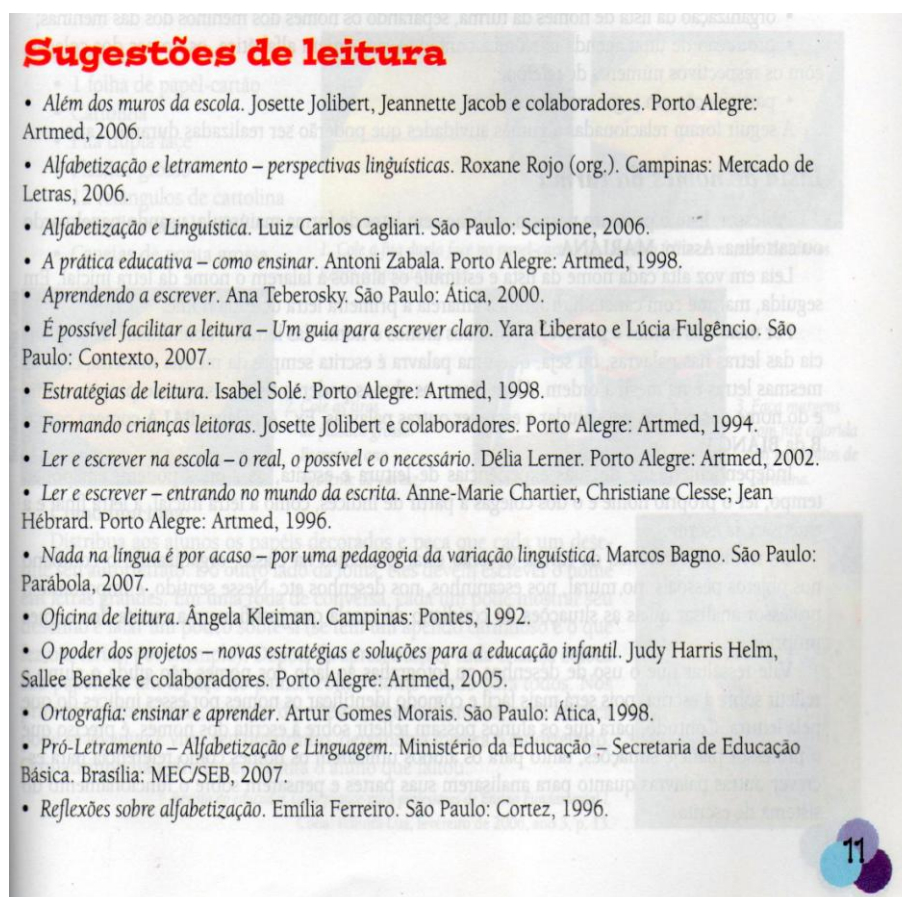 Sugestões de leitura
• Além dos muros da escola. Josette Jolibert, Jeannette Jacob e colaboradores. Porto Alegre:
Artmed, 2006.
• Alfabetização e letramento – perspectivas linguísticas. Roxane Rojo (org.). Campinas: Mercado de
Letras, 2006.
• Alfabetização e Linguística. Luiz Carlos Cagliari. São Paulo: Scipione, 2006.
• A prática educativa – como ensinar. Antoni Zabala. Porto Alegre: Artmed, 1998.
• Aprendendo a escrever. Ana Teberosky. São Paulo: Ática, 2000.
• É possível facilitar a leitura – Um guia para escrever claro. Yara Liberato e Lúcia Fulgêncio. São
Paulo: Contexto, 2007.
• Estratégias de leitura. Isabel Solé. Porto Alegre: Artmed, 1998.
• Formando crianças leitoras. Josette Jolibert e colaboradores. Porto Alegre: Artmed, 1994.
• Ler e escrever na escola – o real, o possível e o necessário. Délia Lerner. Porto Alegre: Artmed, 2002.
• Ler e escrever – entrando no mundo da escrita. Anne-Marie Chartier, Christiane Clesse; Jean
Hébrard. Porto Alegre: Artmed, 1996.
• Nada na língua é por acaso – por uma pedagogia da variação linguística. Marcos Bagno. São Paulo:
Parábola, 2007.
• Oficina de leitura. Ângela Kleiman. Campinas: Pontes, 1992.
• O poder dos projetos – novas estratégias e soluções para a educação infantil. Judy Harris Helm,
Sallee Beneke e colaboradores. Porto Alegre: Artmed, 2005.
• Ortografia: ensinar e aprender. Artur Gomes Morais. São Paulo: Ática, 1998.
• Pró-Letramento – Alfabetização e Linguagem. Ministério da Educação – Secretaria de Educação
Básica. Brasília: MEC/SEB, 2007.
• Reflexões sobre alfabetização. Emília Ferreiro. São Paulo: Cortez, 1996.
11